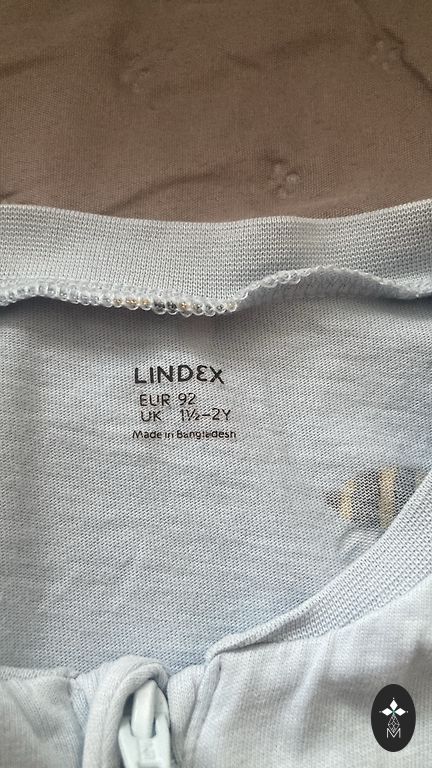 LINDEX
EUR 92
UK 1½-2Y
Made in Bangladesh